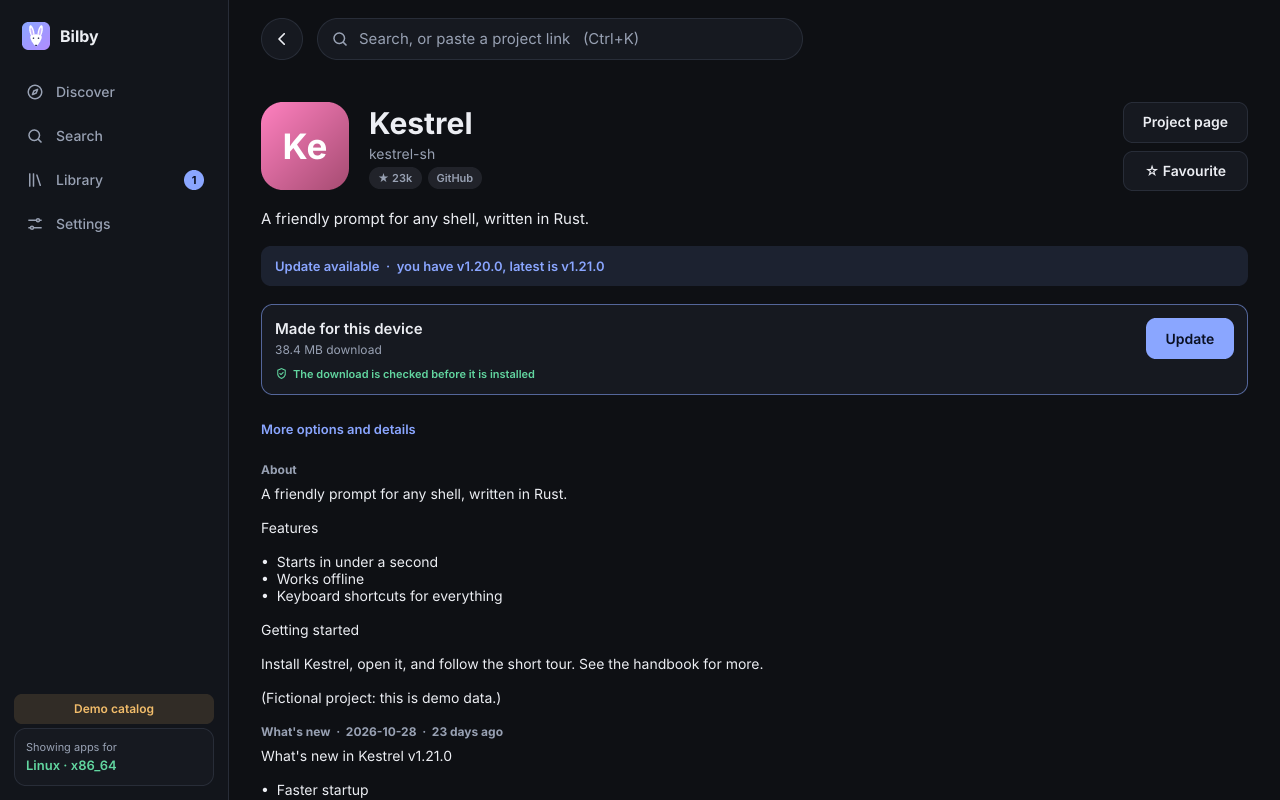 Bilby
Discover
Search
Library
1
Settings
Demo catalog
Showing apps for
Linux · x86_64
Search, or paste a project link (Ctrl+K)
Ke
Kestrel
kestrel-sh
★ 23k
GitHub
Project page
☆ Favourite
A friendly prompt for any shell, written in Rust.
Update available · you have v1.20.0, latest is v1.21.0
Made for this device
38.4 MB download
The download is checked before it is installed
Update
More options and details
About
A friendly prompt for any shell, written in Rust.
Features
• Starts in under a second
• Works offline
• Keyboard shortcuts for everything
Getting started
Install Kestrel, open it, and follow the short tour. See the handbook for more.
(Fictional project: this is demo data.)
What's new · 2026-10-28 · 23 days ago
What's new in Kestrel v1.21.0
• Faster startup